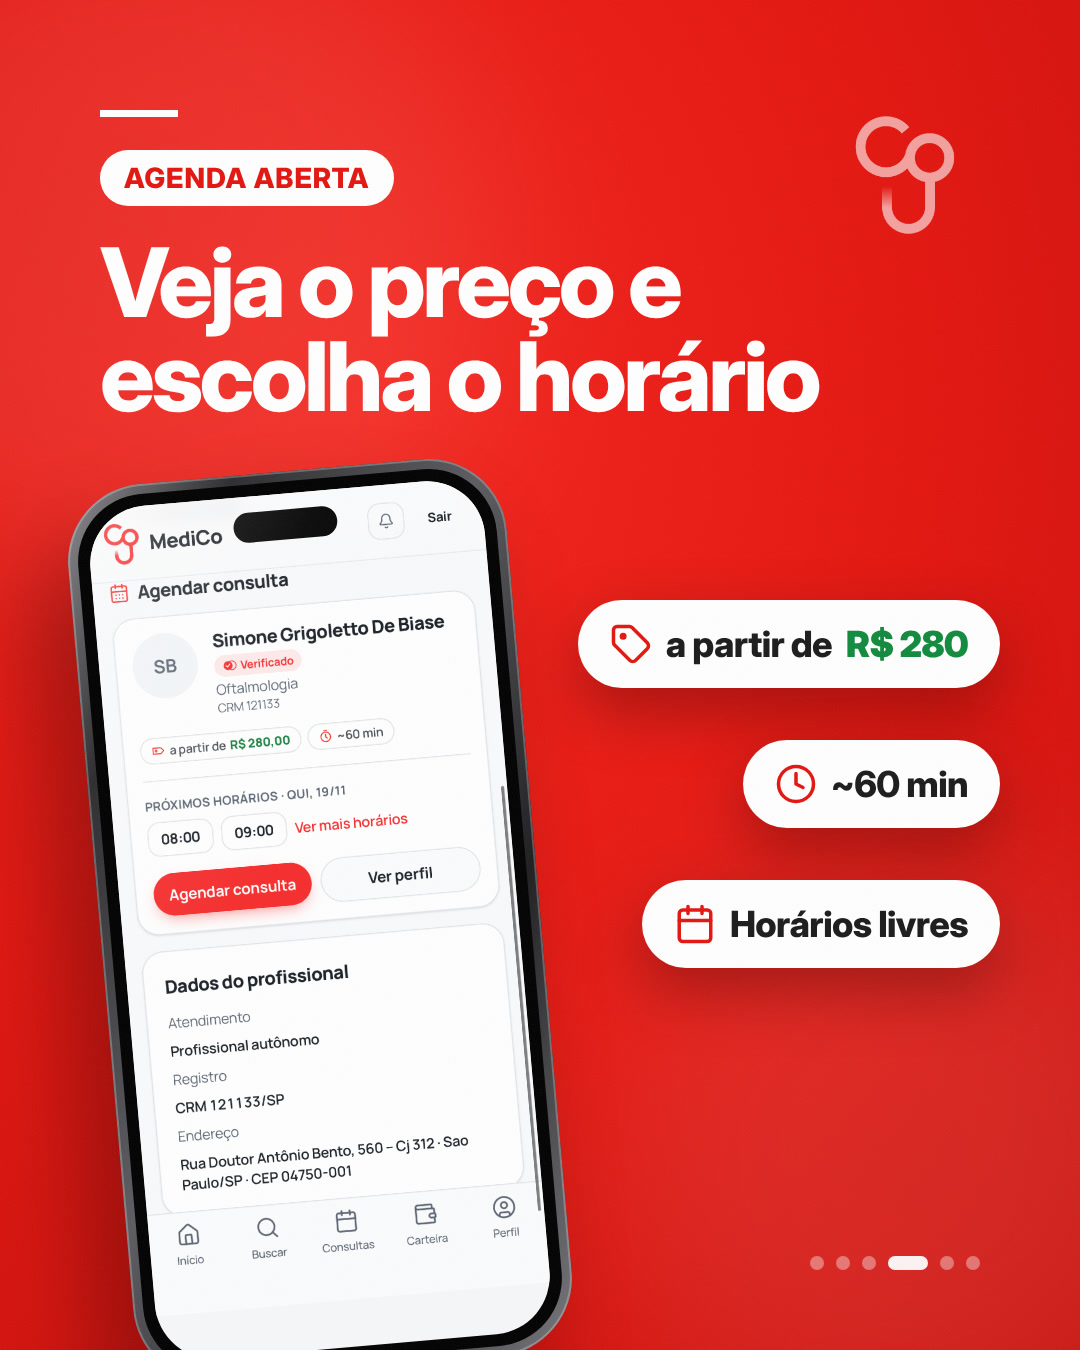 AGENDA ABERTA
Veja o preço e
escolha o horário
MediCo
Sair
Agendar consulta
SB
Simone Grigoletto De Biase
Verificado
Oftalmologia
CRM 121133
a partir de R$ 280,00
~60 min
PRÓXIMOS HORÁRIOS · QUI, 19/11
08:00
09:00
Ver mais horários
Agendar consulta
Ver perfil
Dados do profissional
Atendimento
Profissional autônomo
Registro
CRM 121133/SP
Endereço
Rua Doutor Antônio Bento, 560 – Cj 312 · Sao
Paulo/SP · CEP 04750-001
Início
Buscar
Consultas
Carteira
Perfil
a partir de R$ 280
~60 min
Horários livres